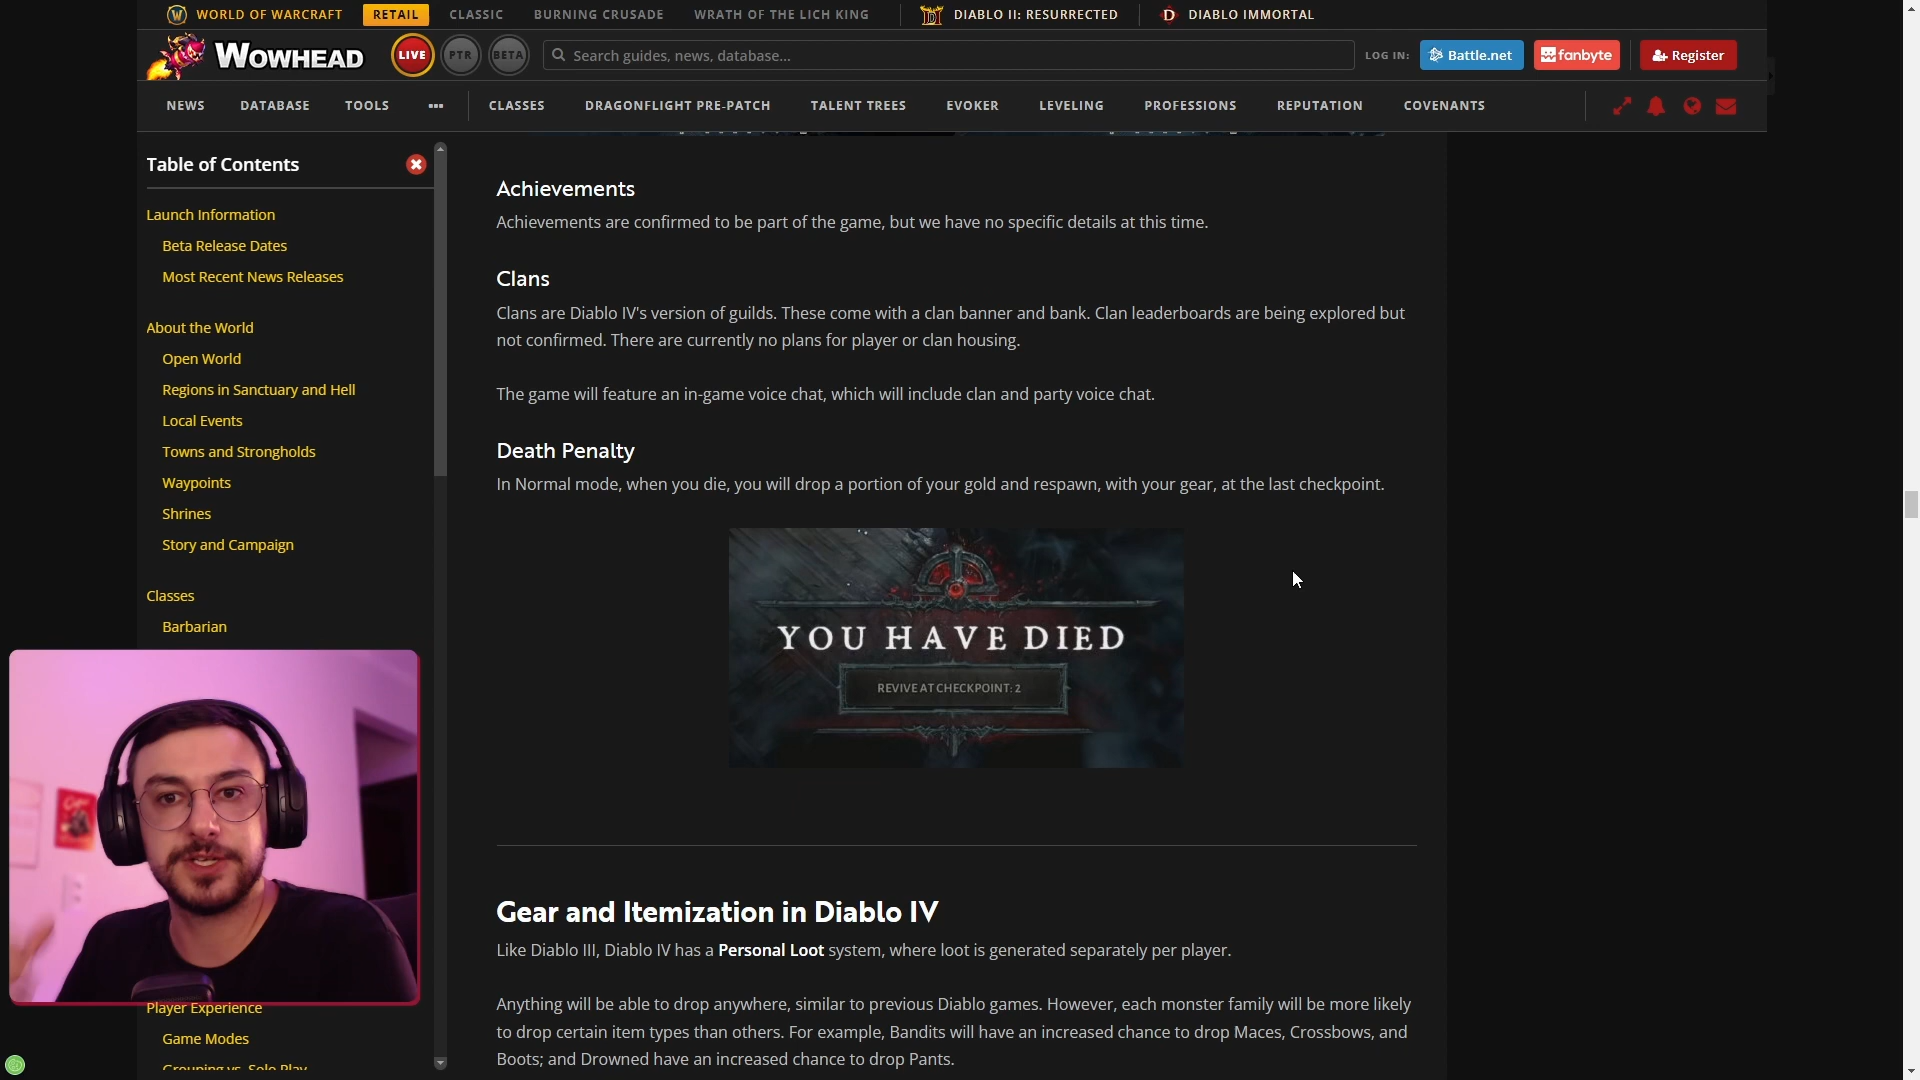 WORLD OF WARCRAFT RETAIL CLASSIC BURNING CRUSADE WRATH OF THE LICH KING DIABLO II: RESURRECTED DIABLO IMMORTAL
WOWHEAD LIVE PTR BETA Search guides, news, database... LOG IN: Battle.net fanbyte Register
NEWS DATABASE TOOLS ••• CLASSES DRAGONFLIGHT PRE-PATCH TALENT TREES EVOKER LEVELING PROFESSIONS REPUTATION COVENANTS
Table of Contents
Launch Information
Beta Release Dates
Most Recent News Releases
About the World
Open World
Regions in Sanctuary and Hell
Local Events
Towns and Strongholds
Waypoints
Shrines
Story and Campaign
Classes
Barbarian
Player Experience
Game Modes
Grouping vs. Solo Play
Achievements
Achievements are confirmed to be part of the game, but we have no specific details at this time.
Clans
Clans are Diablo IV's version of guilds. These come with a clan banner and bank. Clan leaderboards are being explored but
not confirmed. There are currently no plans for player or clan housing.
The game will feature an in-game voice chat, which will include clan and party voice chat.
Death Penalty
In Normal mode, when you die, you will drop a portion of your gold and respawn, with your gear, at the last checkpoint.
YOU HAVE DIED
REVIVE AT CHECKPOINT: 2
Gear and Itemization in Diablo IV
Like Diablo III, Diablo IV has a Personal Loot system, where loot is generated separately per player.
Anything will be able to drop anywhere, similar to previous Diablo games. However, each monster family will be more likely
to drop certain item types than others. For example, Bandits will have an increased chance to drop Maces, Crossbows, and
Boots; and Drowned have an increased chance to drop Pants.